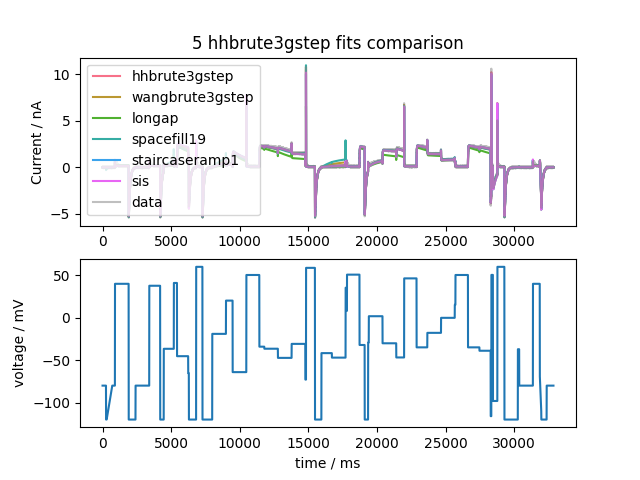 5 hhbrute3gstep fits comparison
Current / nA
10
5
0
−5
hhbrute3gstep
wangbrute3gstep
longap
spacefill19
staircaseramp1
sis
data
0 5000 10000 15000 20000 25000 30000
voltage / mV
50
0
−50
−100
0 5000 10000 15000 20000 25000 30000
time / ms